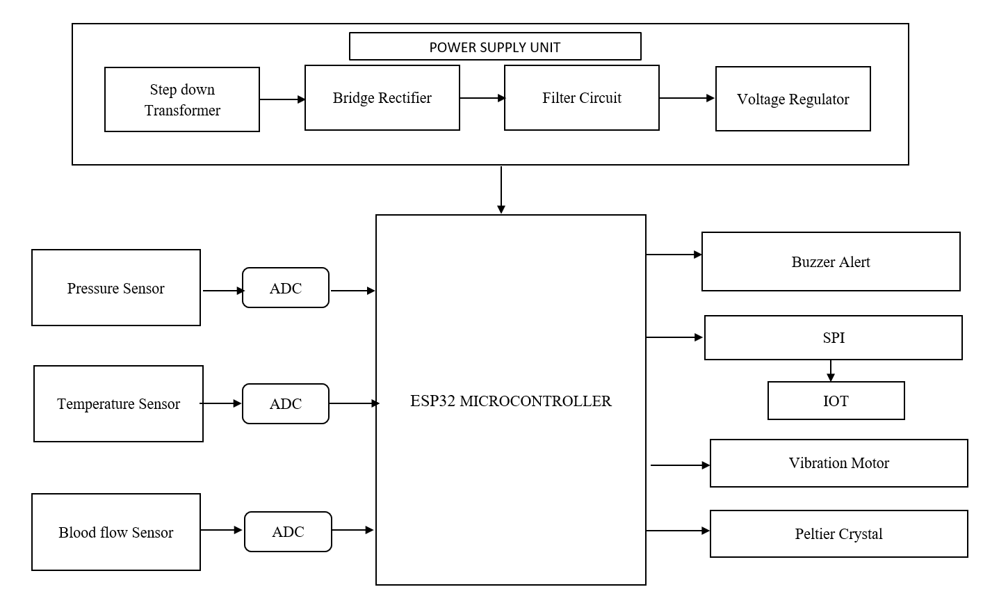 POWER SUPPLY UNIT
Step down
Transformer
Bridge Rectifier
Filter Circuit
Voltage Regulator
Pressure Sensor
ADC
Temperature Sensor
ADC
Blood flow Sensor
ADC
ESP32 MICROCONTROLLER
Buzzer Alert
SPI
IOT
Vibration Motor
Peltier Crystal